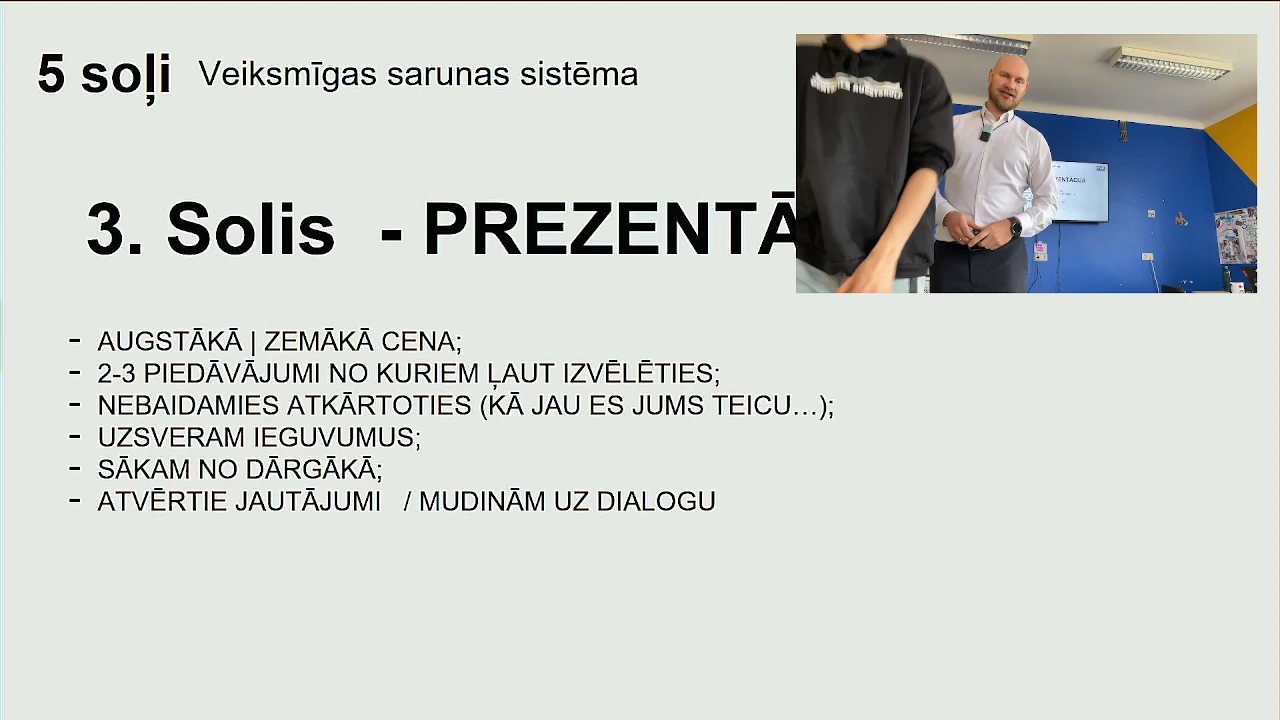 5 soļi Veiksmīgas sarunas sistēma
3. Solis - PREZENTĀ
- AUGSTĀKĀ | ZEMĀKĀ CENA;
- 2-3 PIEDĀVĀJUMI NO KURIEM ĻAUT IZVĒLĒTIES;
- NEBAIDAMIES ATKĀRTOTIES (KĀ JAU ES JUMS TEICU...);
- UZSVERAM IEGUVUMUS;
- SĀKAM NO DĀRGĀKĀ;
- ATVĒRTIE JAUTĀJUMI / MUDINĀM UZ DIALOGU